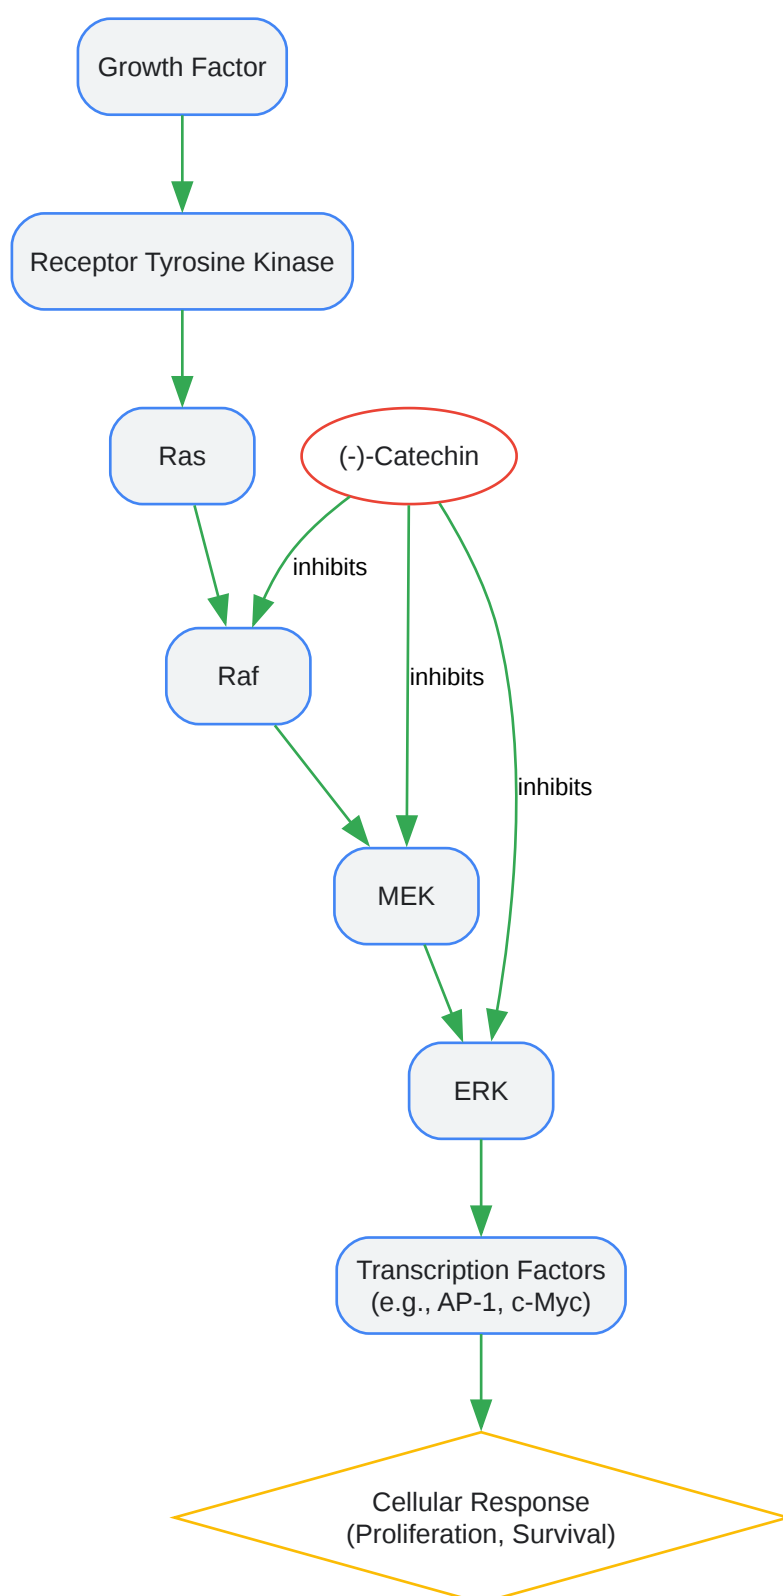 Growth Factor
Receptor Tyrosine Kinase
Ras
(-)-Catechin
inhibits
Raf
inhibits
inhibits
MEK
ERK
Transcription Factors
(e.g., AP-1, c-Myc)
Cellular Response
(Proliferation, Survival)